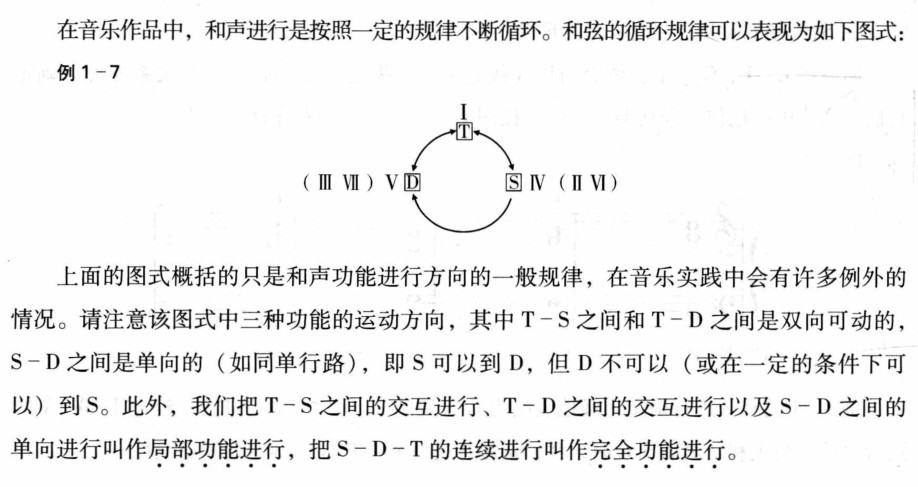 在音乐作品中，和声进行是按照一定的规律不断循环。和弦的循环规律可以表现为如下图式：
例1-7
Ⅰ
T
（Ⅲ Ⅶ）Ⅴ D S Ⅳ（Ⅱ Ⅵ）
上面的图式概括的只是和声功能进行方向的一般规律，在音乐实践中会有许多例外的
情况。请注意该图式中三种功能的运动方向，其中 T-S 之间和 T-D 之间是双向可动的，
S-D 之间是单向的（如同单行路），即 S 可以到 D，但 D 不可以（或在一定的条件下可
以）到 S。此外，我们把 T-S 之间的交互进行、T-D 之间的交互进行以及 S-D 之间的
单向进行叫作局部功能进行，把 S-D-T 的连续进行叫作完全功能进行。